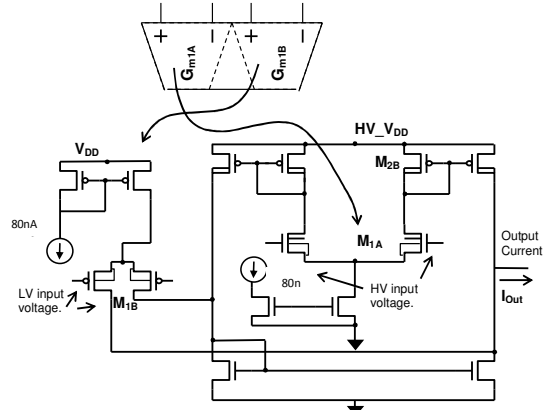 + − + −
Gm1A
Gm1B
VDD
HV_VDD
M2B
80nA
M1A
Output
Current
80n
LV input
voltage.
M1B
HV input
voltage.
IOut